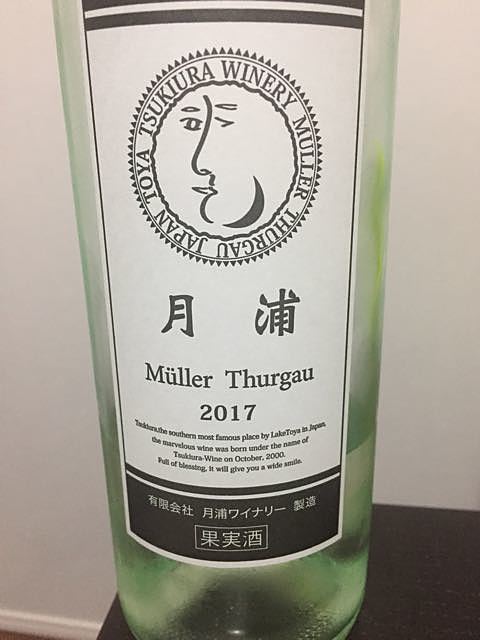 TOYA TSUKIURA WINERY MÜLLER THURGAU JAPAN
月 浦
Müller Thurgau
2017
Tsukiura,the southern most famous place by LakeToya in Japan,
the marvelous wine was born under the name of
Tsukiura-Wine on October, 2000.
Full of blessing, it will give you a wide smile.
有限会社 月浦ワイナリー 製造
果実酒